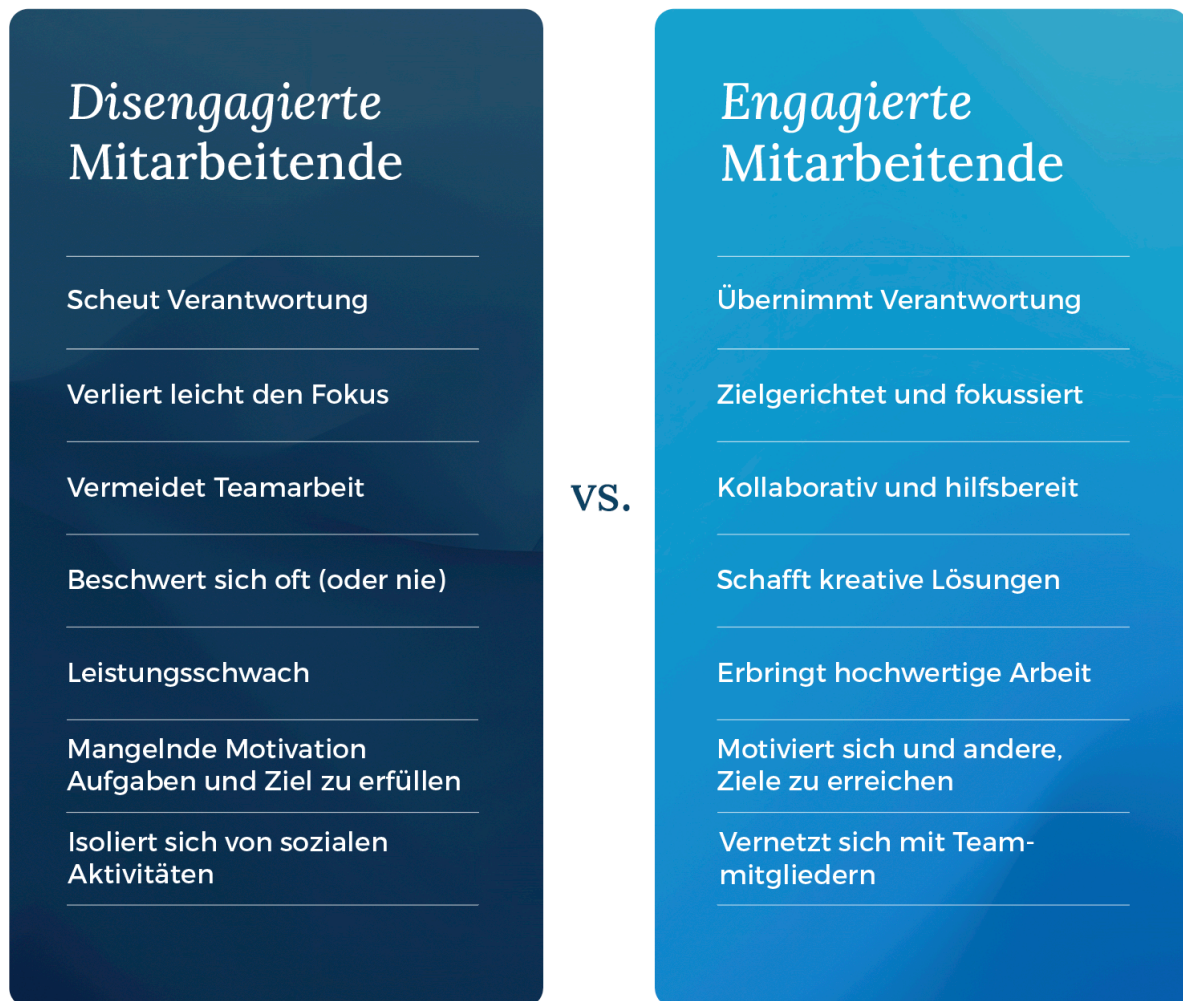 Disengagierte
Mitarbeitende
Scheut Verantwortung
Verliert leicht den Fokus
Vermeidet Teamarbeit
Beschwert sich oft (oder nie)
Leistungsschwach
Mangelnde Motivation
Aufgaben und Ziel zu erfüllen
Isoliert sich von sozialen
Aktivitäten
vs.
Engagierte
Mitarbeitende
Übernimmt Verantwortung
Zielgerichtet und fokussiert
Kollaborativ und hilfsbereit
Schafft kreative Lösungen
Erbringt hochwertige Arbeit
Motiviert sich und andere,
Ziele zu erreichen
Vernetzt sich mit Team-
mitgliedern